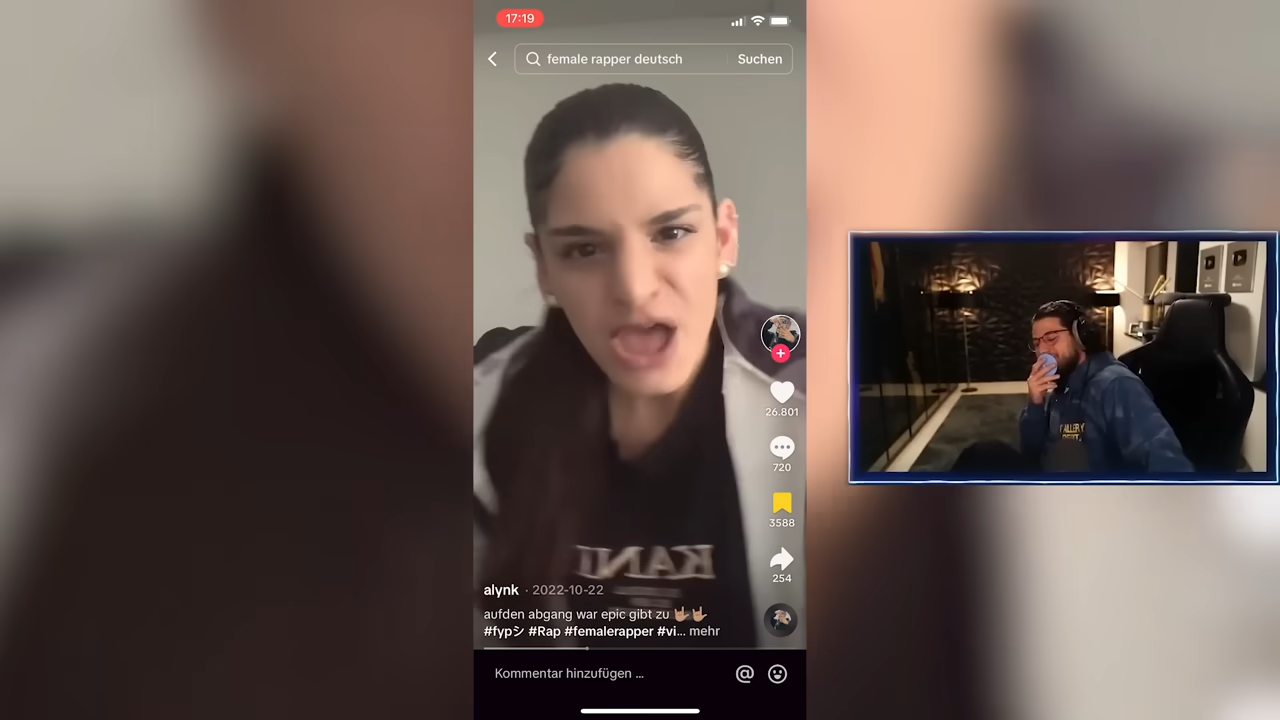 17:19
female rapper deutsch
Suchen
26.801
720
3588
254
KANI
alynk · 2022-10-22
aufden abgang war epic gibt zu 🤟🏽🤟🏽
#fypシ #Rap #femalerapper #vi... mehr
Kommentar hinzufügen ...